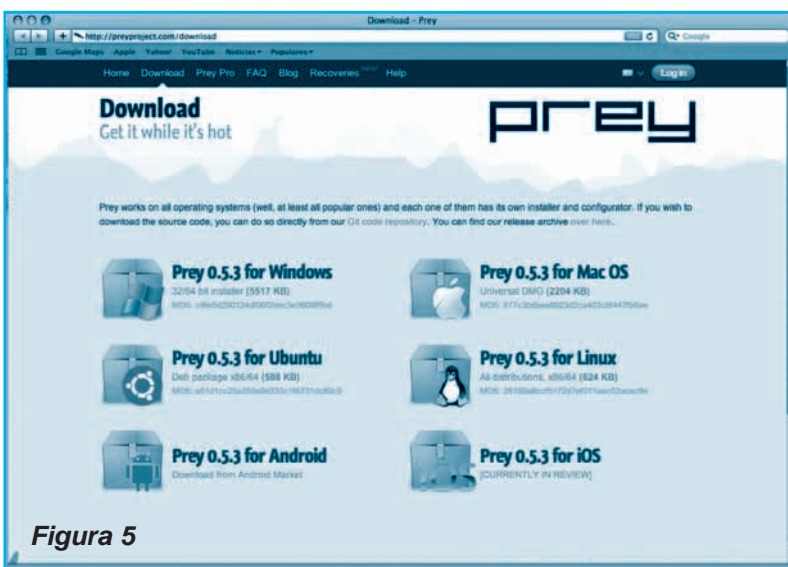 Download - Prey
http://preyproject.com/download
Google
Google Maps Apple Yahoo! YouTube Noticias Populares
Home Download Prey Pro FAQ Blog Recoveries Help
Log in
Download
Get it while it's hot
prey
Prey works on all operating systems (well, at least all popular ones) and each one of them has its own installer and configurator. If you wish to
download the source code, you can do so directly from our Git code repository. You can find our release archive over here.
Prey 0.5.3 for Windows
32/64 bit installer (5517 KB)
MD5:
Prey 0.5.3 for Mac OS
Universal DMG (2204 KB)
MD5:
Prey 0.5.3 for Ubuntu
Deb package x86/64 (588 KB)
MD5:
Prey 0.5.3 for Linux
All distributions, x86/64 (624 KB)
MD5:
Prey 0.5.3 for Android
Download from Android Market
Prey 0.5.3 for iOS
[CURRENTLY IN REVIEW]
Figura 5